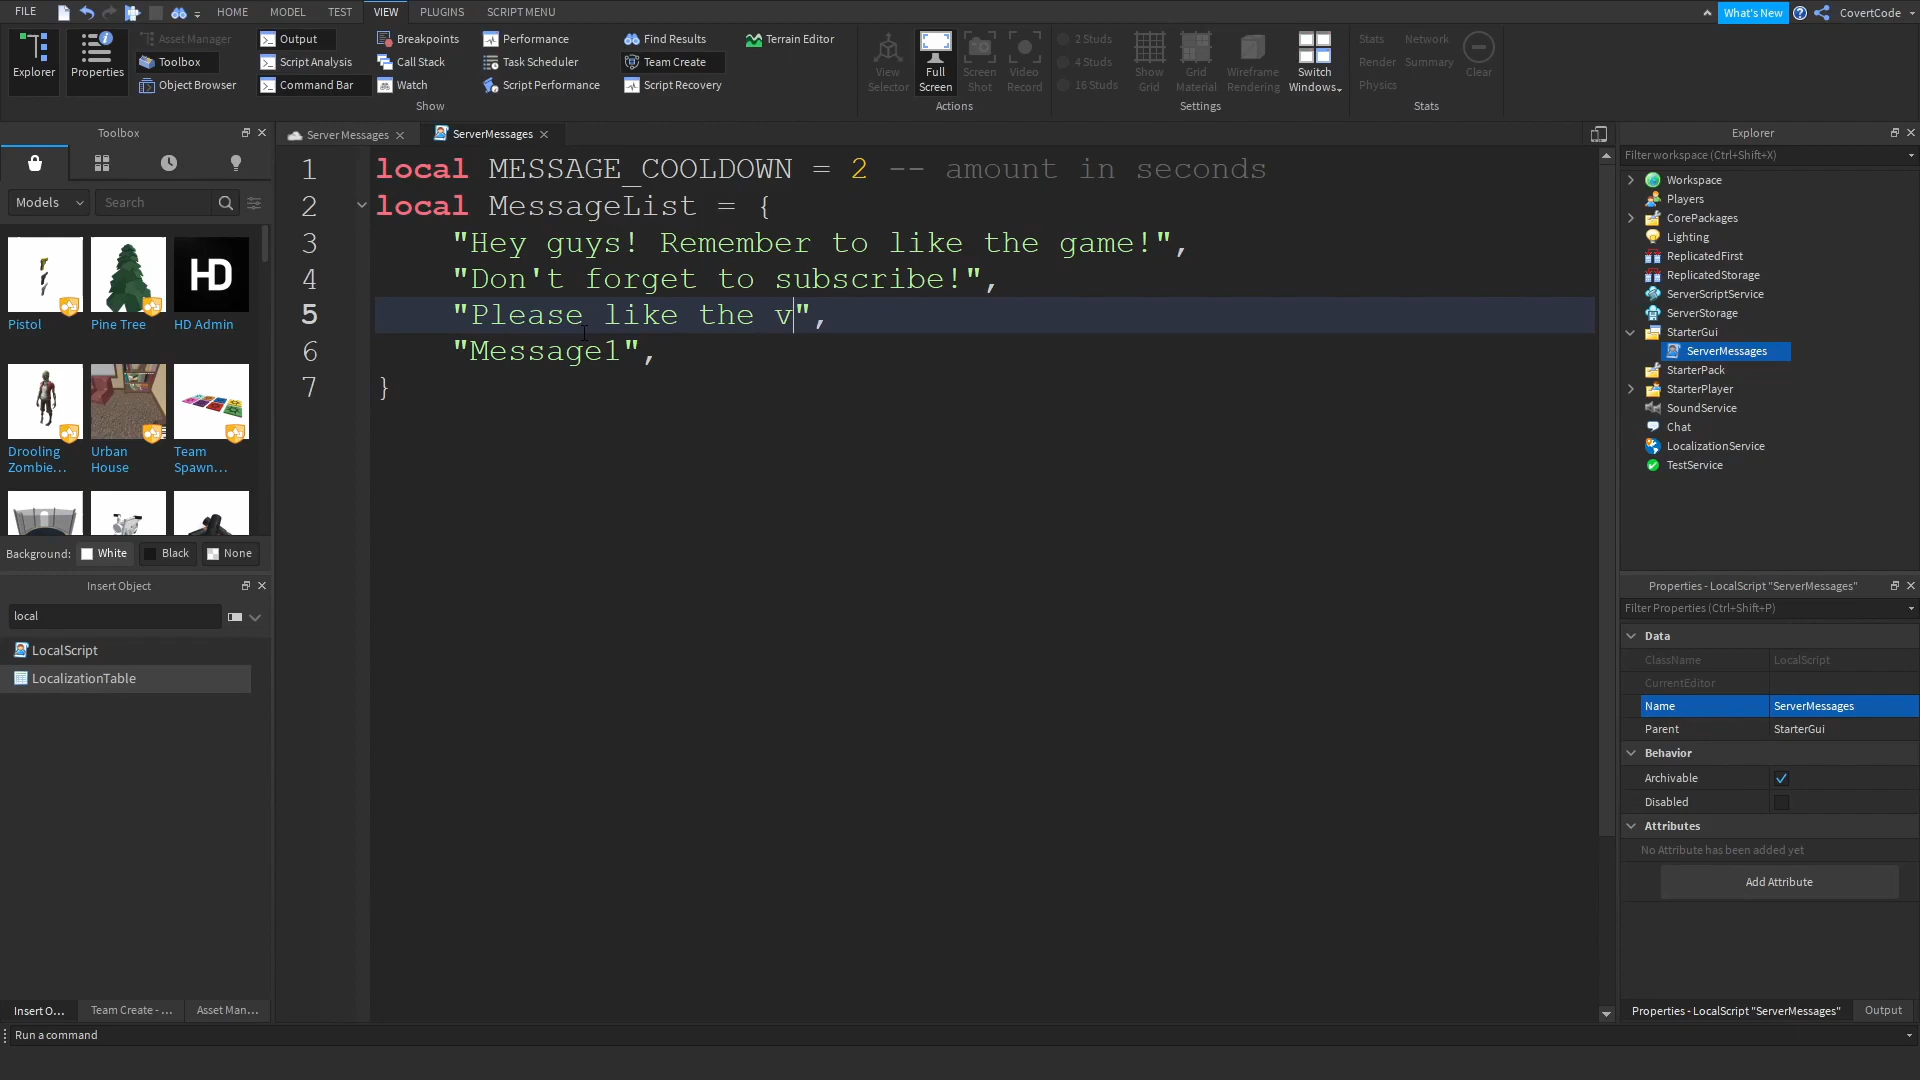 FILE
HOME
MODEL
TEST
VIEW
PLUGINS
SCRIPT MENU
What's New
CovertCode
Explorer
Properties
Asset Manager
Toolbox
Object Browser
Output
Script Analysis
Command Bar
Breakpoints
Call Stack
Watch
Performance
Task Scheduler
Script Performance
Find Results
Team Create
Script Recovery
Terrain Editor
Show
View
Selector
Full
Screen
Screen
Shot
Video
Record
Actions
2 Studs
4 Studs
16 Studs
Show
Grid
Grid
Material
Wireframe
Rendering
Switch
Windows
Settings
Stats
Render
Physics
Network
Summary
Clear
Stats
Toolbox
Models
Search
HD
Pistol
Pine Tree
HD Admin
Drooling
Zombie...
Urban
House
Team
Spawn...
Background:
White
Black
None
Insert Object
local
LocalScript
LocalizationTable
Insert O...
Team Create - ...
Asset Man...
Run a command
Server Messages
ServerMessages
1 local MESSAGE_COOLDOWN = 2 -- amount in seconds
2 local MessageList = {
3 "Hey guys! Remember to like the game!",
4 "Don't forget to subscribe!",
5 "Please like the v",
6 "Message1",
7 }
Explorer
Filter workspace (Ctrl+Shift+X)
Workspace
Players
CorePackages
Lighting
ReplicatedFirst
ReplicatedStorage
ServerScriptService
ServerStorage
StarterGui
ServerMessages
StarterPack
StarterPlayer
SoundService
Chat
LocalizationService
TestService
Properties - LocalScript "ServerMessages"
Filter Properties (Ctrl+Shift+P)
Data
ClassName LocalScript
CurrentEditor
Name ServerMessages
Parent StarterGui
Behavior
Archivable
Disabled
Attributes
No Attribute has been added yet
Add Attribute
Properties - LocalScript "ServerMessages"
Output